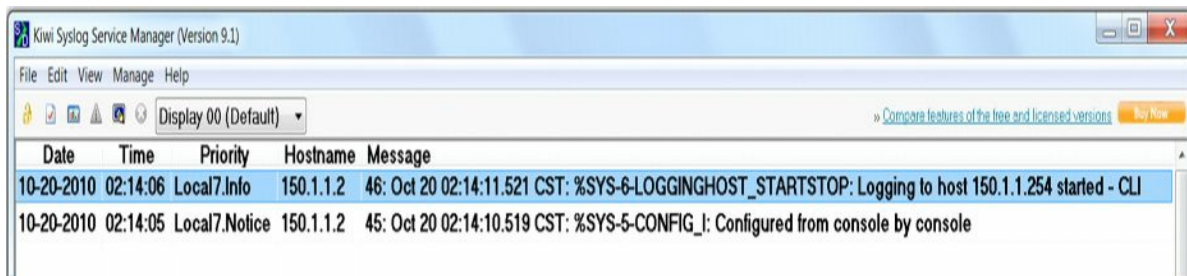 Kiwi Syslog Service Manager (Version 9.1)
File Edit View Manage Help
Display 00 (Default)
» Compare features of the free and licensed versions Buy Now
Date Time Priority Hostname Message
10-20-2010 02:14:06 Local7.Info 150.1.1.2 46: Oct 20 02:14:11.521 CST: %SYS-6-LOGGINGHOST_STARTSTOP: Logging to host 150.1.1.254 started - CLI
10-20-2010 02:14:05 Local7.Notice 150.1.1.2 45: Oct 20 02:14:10.519 CST: %SYS-5-CONFIG_I: Configured from console by console